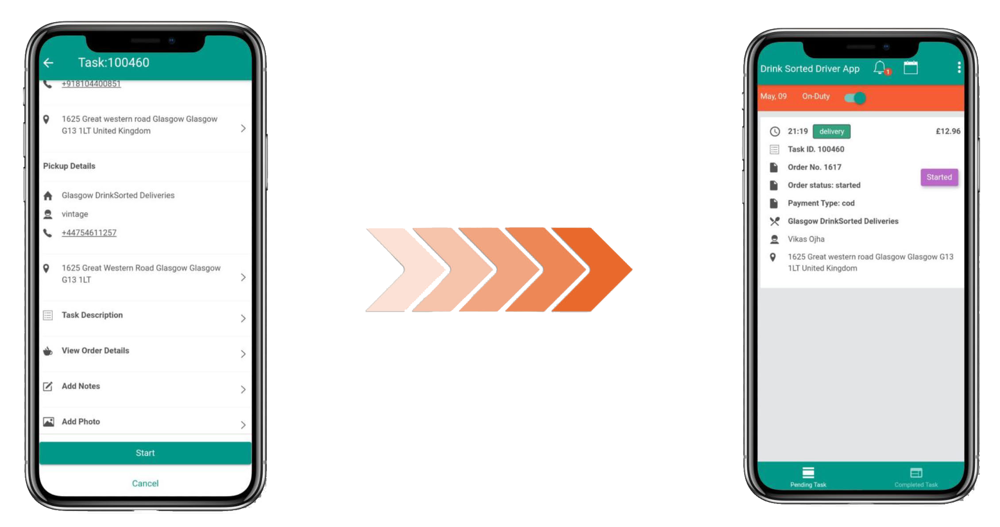 Task:100460
+918104400851
1625 Great western road Glasgow Glasgow
G13 1LT United Kingdom
Pickup Details
Glasgow DrinkSorted Deliveries
vintage
+44754611257
1625 Great Western Road Glasgow Glasgow
G13 1LT
Task Description
View Order Details
Add Notes
Add Photo
Start
Cancel
Drink Sorted Driver App
1
May, 09 On-Duty
21:19 delivery £12.96
Task ID. 100460
Order No. 1617
Started
Order status: started
Payment Type: cod
Glasgow DrinkSorted Deliveries
Vikas Ojha
1625 Great western road Glasgow Glasgow G13
1LT United Kingdom
Pending Task
Completed Task